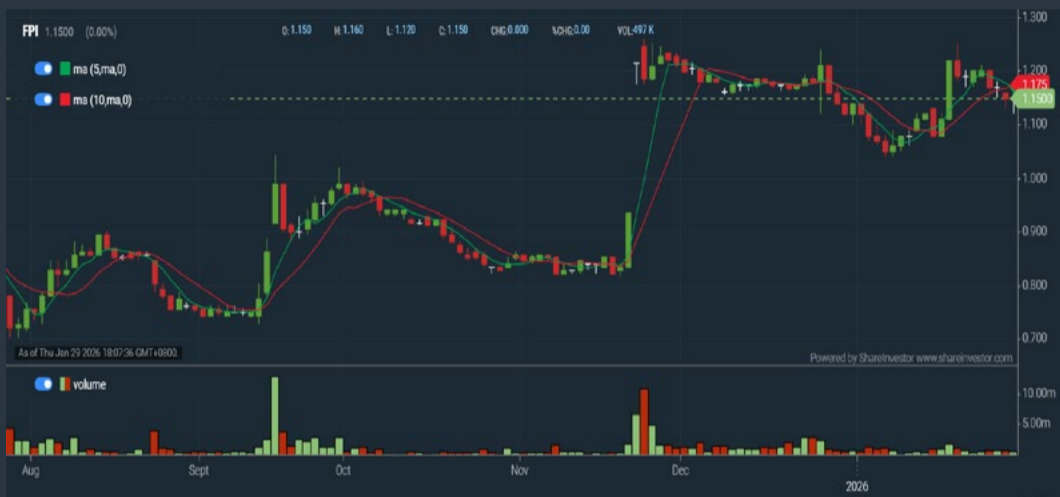 1.300
FPI 1.1500 (0.00%) O:1.150 H:1.160 L:1.120 C:1.150 CHG:0.000 %CHG:0.00 VOL:497 K
ma (5,ma,0)
1.200
1.175
ma (10,ma,0)
1.1500
1.100
1.000
0.900
0.800
0.700
As of Thu Jan 29 2026 18:07:36 GMT+0800.
Powered by ShareInvestor www.shareinvestor.com
volume
10.00m
5.00m
Aug Sept Oct Nov Dec
2026